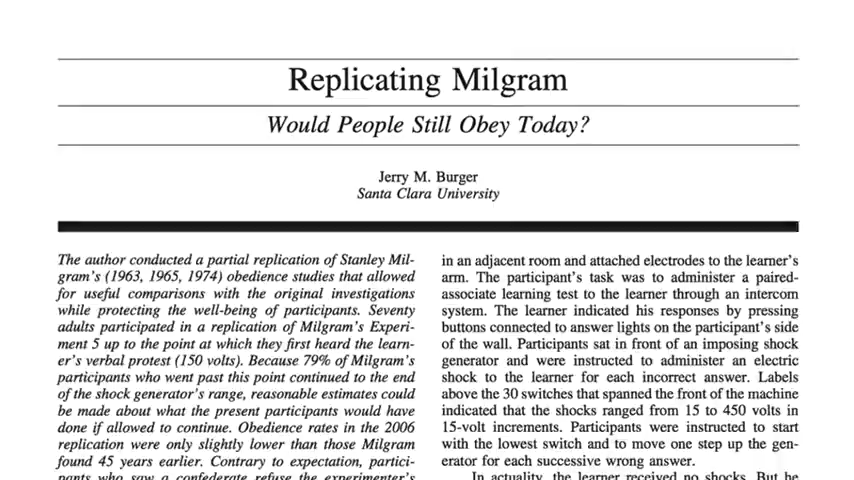 Replicating Milgram
Would People Still Obey Today?
Jerry M. Burger
Santa Clara University
The author conducted a partial replication of Stanley Mil-
gram's (1963, 1965, 1974) obedience studies that allowed
for useful comparisons with the original investigations
while protecting the well-being of participants. Seventy
adults participated in a replication of Milgram's Experi-
ment 5 up to the point at which they first heard the learn-
er's verbal protest (150 volts). Because 79% of Milgram's
participants who went past this point continued to the end
of the shock generator's range, reasonable estimates could
be made about what the present participants would have
done if allowed to continue. Obedience rates in the 2006
replication were only slightly lower than those Milgram
found 45 years earlier. Contrary to expectation, partici-
pants who saw a confederate refuse the experimenter's
in an adjacent room and attached electrodes to the learner's
arm. The participant's task was to administer a paired-
associate learning test to the learner through an intercom
system. The learner indicated his responses by pressing
buttons connected to answer lights on the participant's side
of the wall. Participants sat in front of an imposing shock
generator and were instructed to administer an electric
shock to the learner for each incorrect answer. Labels
above the 30 switches that spanned the front of the machine
indicated that the shocks ranged from 15 to 450 volts in
15-volt increments. Participants were instructed to start
with the lowest switch and to move one step up the gen-
erator for each successive wrong answer.
In actuality, the learner received no shocks. But he